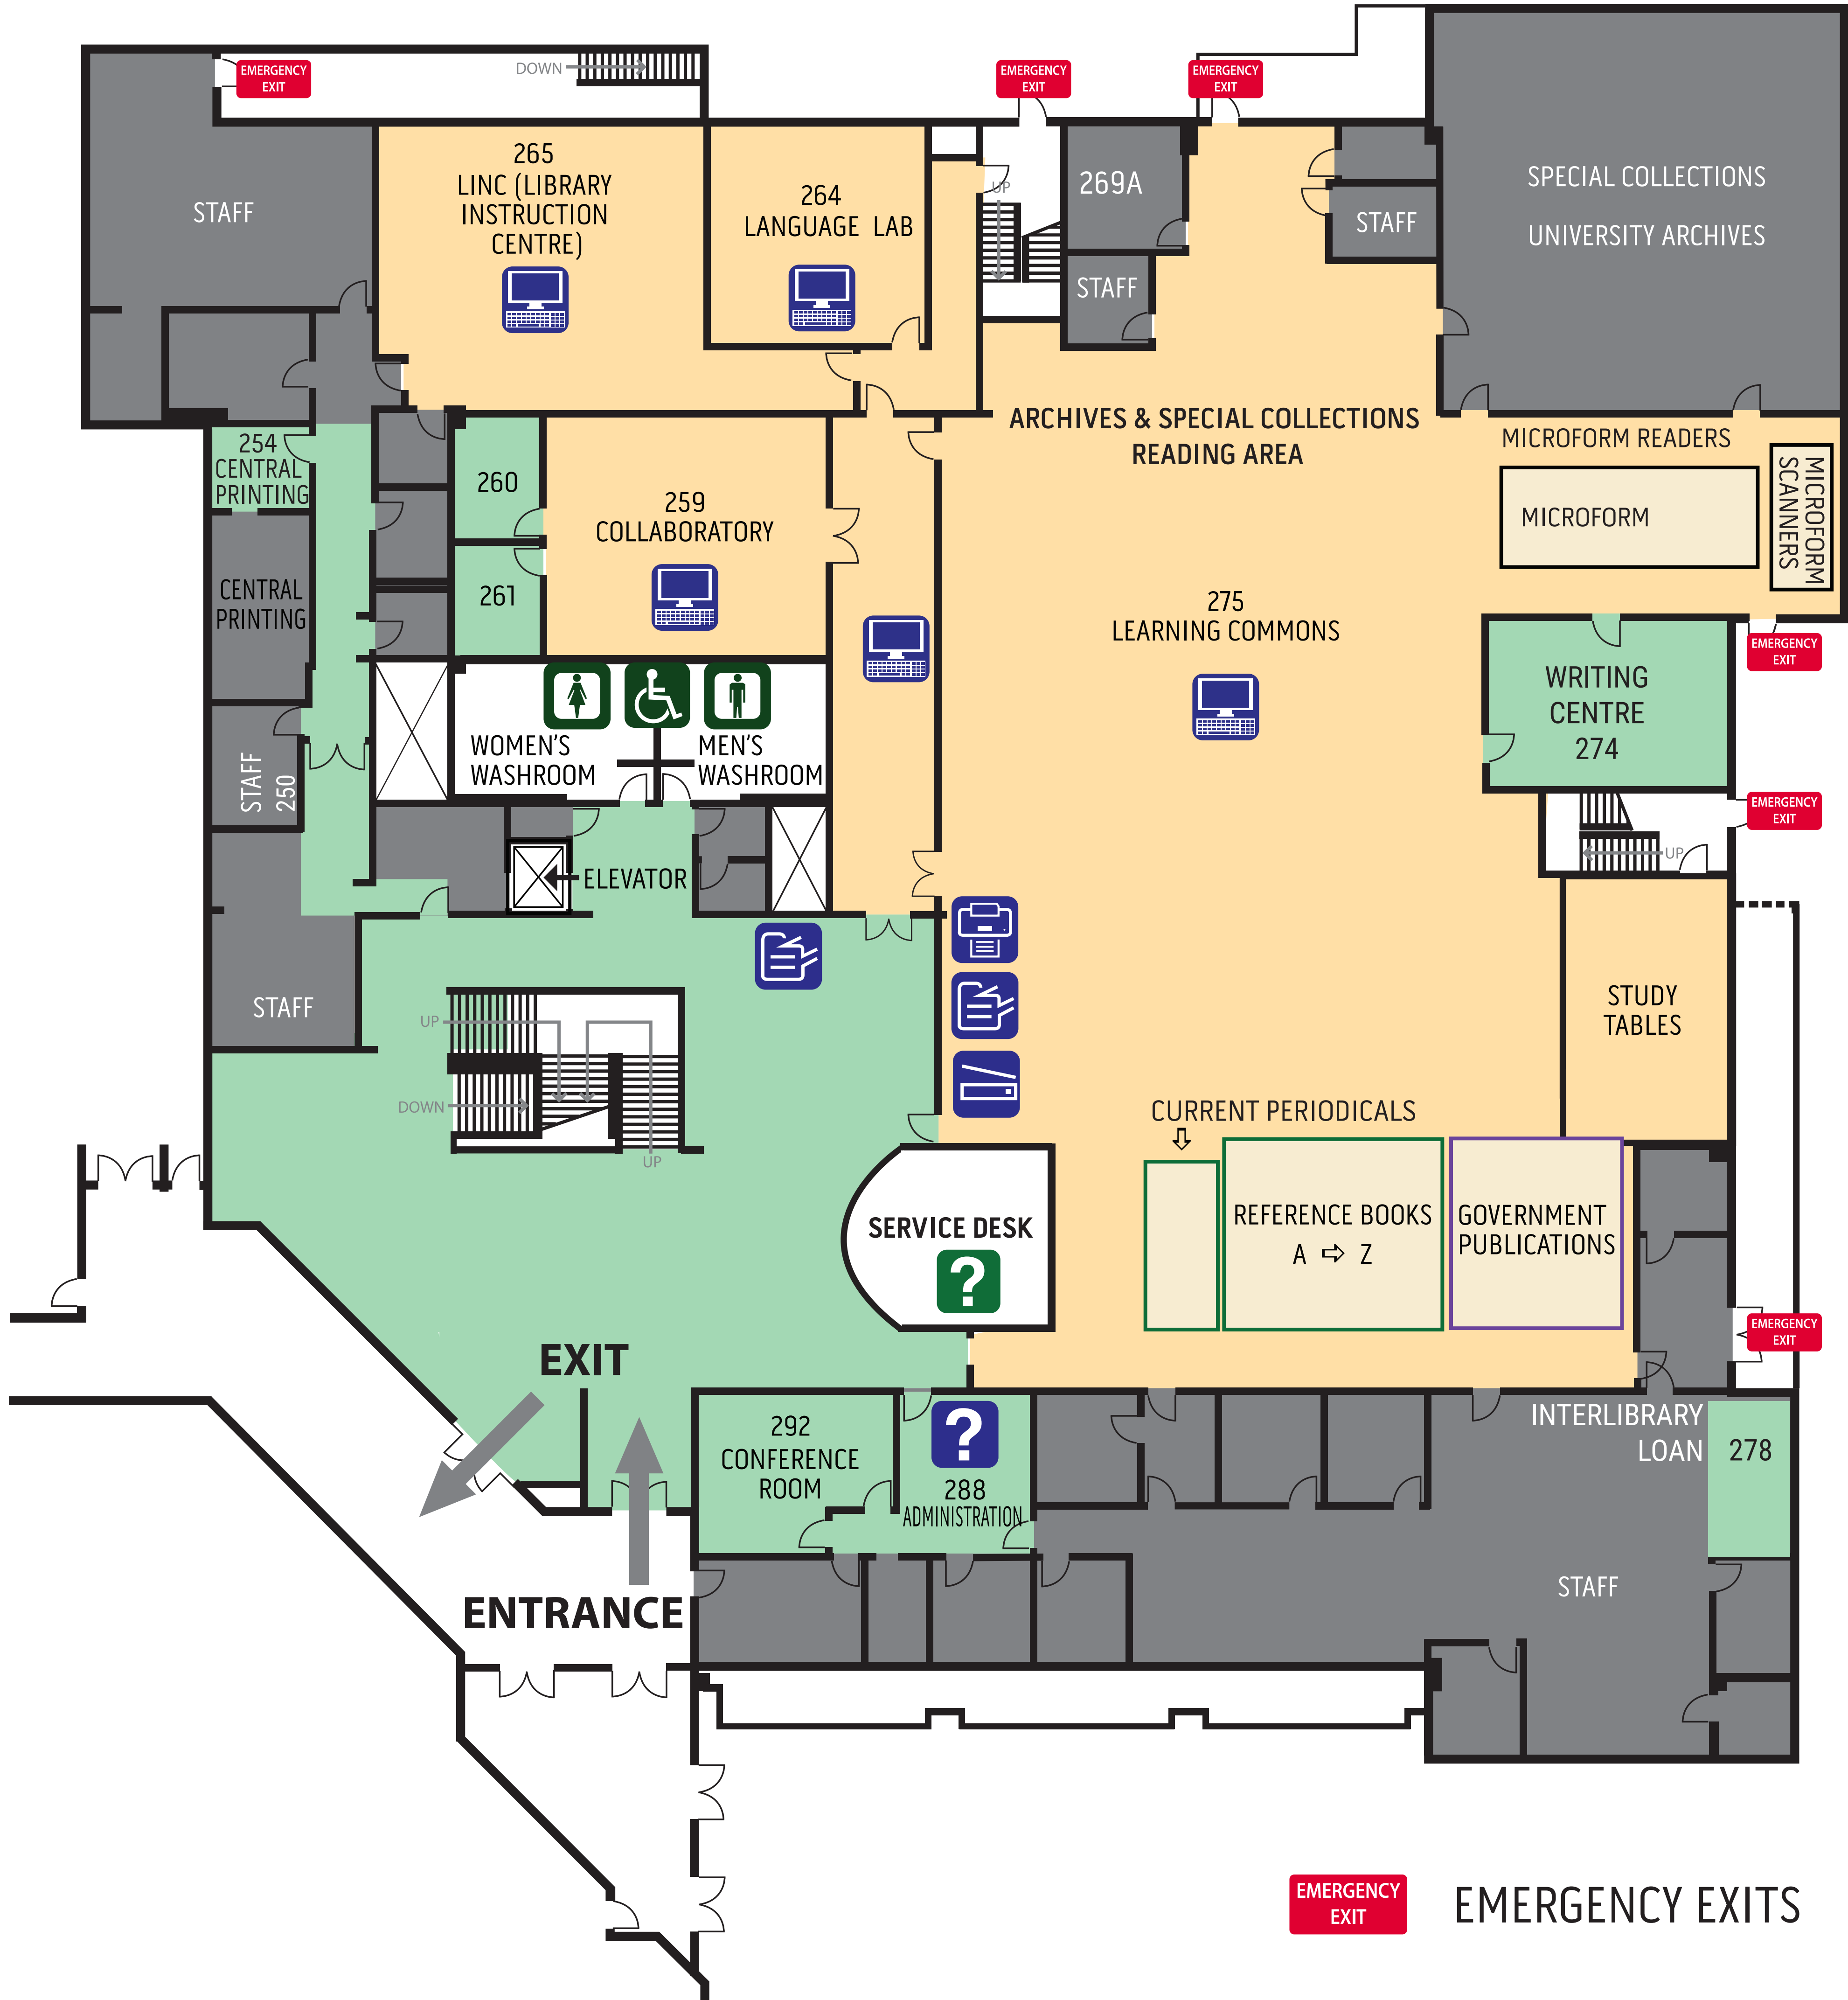 EMERGENCY
EXIT
DOWN
EMERGENCY
EXIT
EMERGENCY
EXIT
265
LINC (LIBRARY
INSTRUCTION
CENTRE)
STAFF
264
LANGUAGE LAB
UP
269A
STAFF
STAFF
SPECIAL COLLECTIONS
UNIVERSITY ARCHIVES
ARCHIVES & SPECIAL COLLECTIONS
READING AREA
MICROFORM READERS
MICROFORM
MICROFORM
SCANNERS
254
CENTRAL
PRINTING
260
259
COLLABORATORY
CENTRAL
PRINTING
261
275
LEARNING COMMONS
EMERGENCY
EXIT
WRITING
CENTRE
274
WOMEN'S
WASHROOM
MEN'S
WASHROOM
STAFF
250
EMERGENCY
EXIT
UP
ELEVATOR
STAFF
STUDY
TABLES
UP
DOWN
UP
CURRENT PERIODICALS
SERVICE DESK
?
REFERENCE BOOKS
A ⇨ Z
GOVERNMENT
PUBLICATIONS
EMERGENCY
EXIT
EXIT
292
CONFERENCE
ROOM
?
288
ADMINISTRATION
INTERLIBRARY
LOAN
278
STAFF
ENTRANCE
EMERGENCY
EXIT
EMERGENCY EXITS